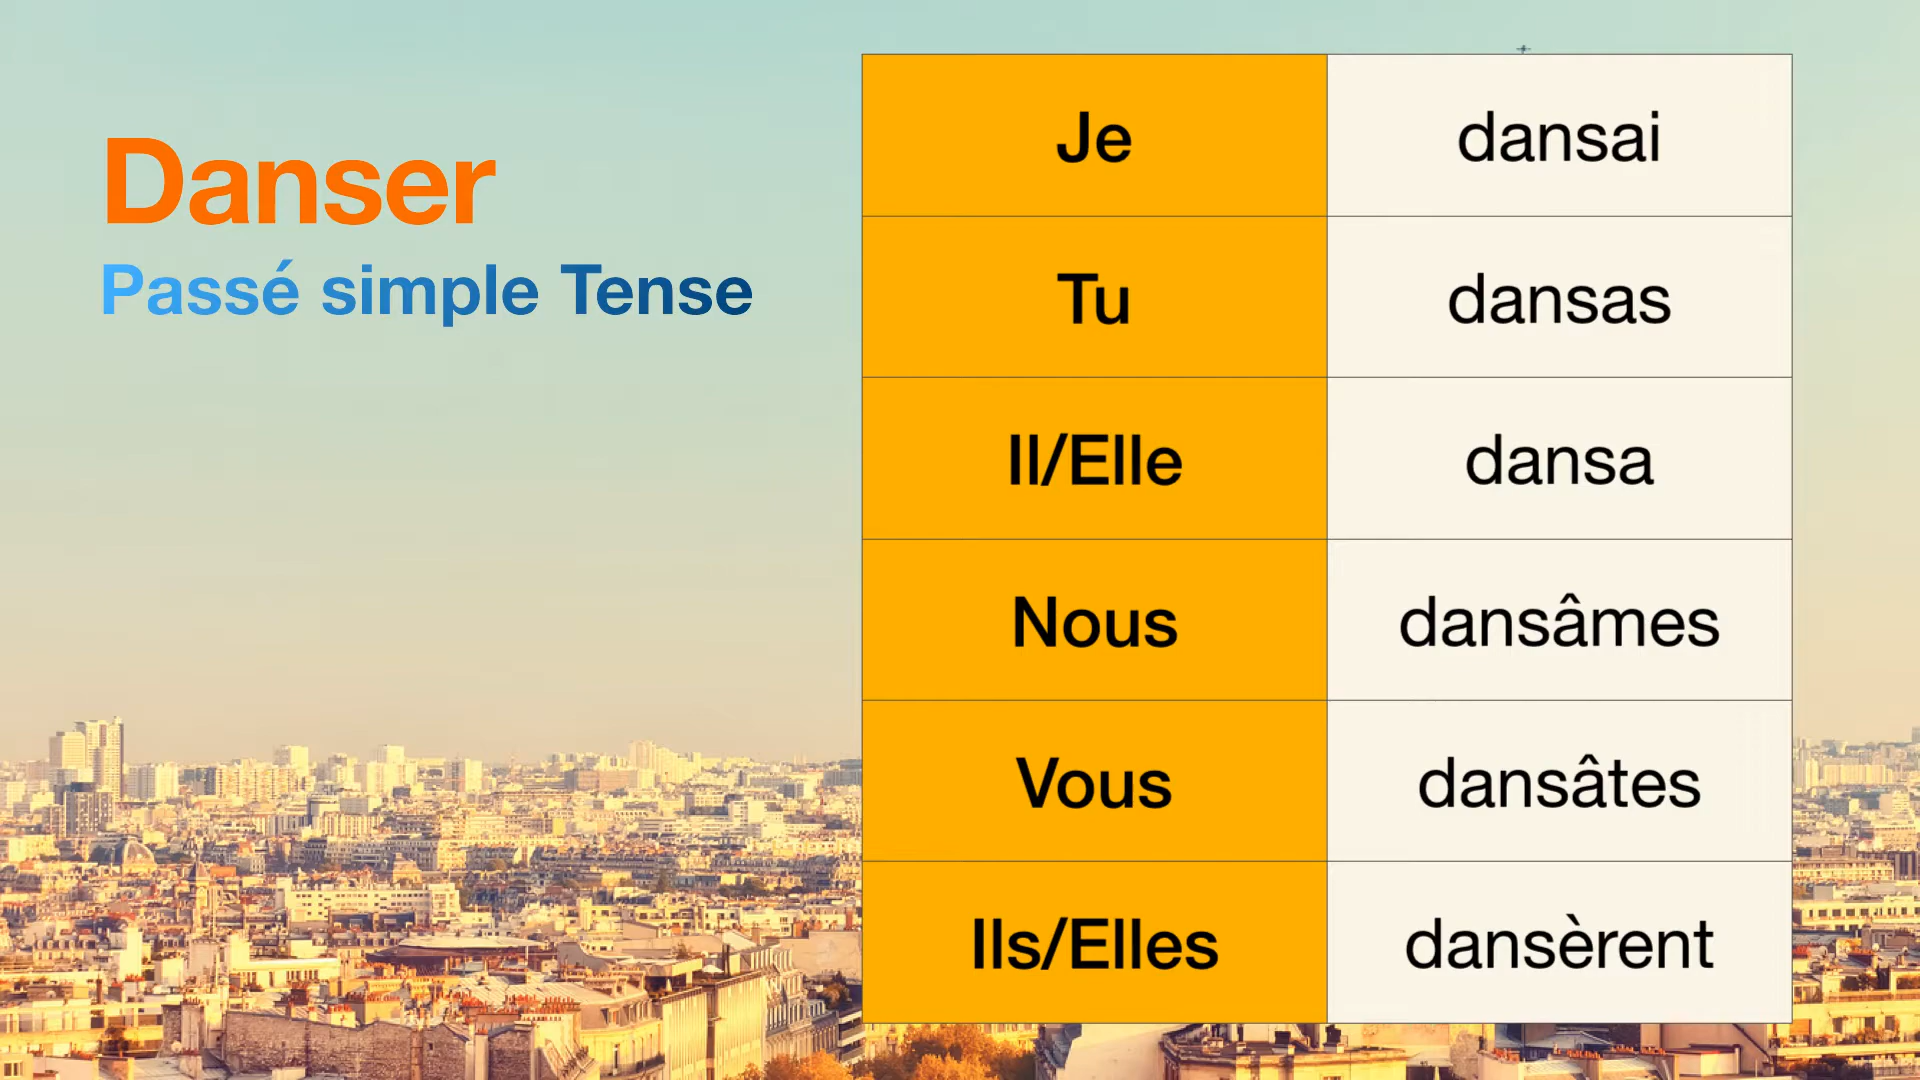 Danser
Passé simple Tense
Je dansai
Tu dansas
Il/Elle dansa
Nous dansâmes
Vous dansâtes
Ils/Elles dansèrent